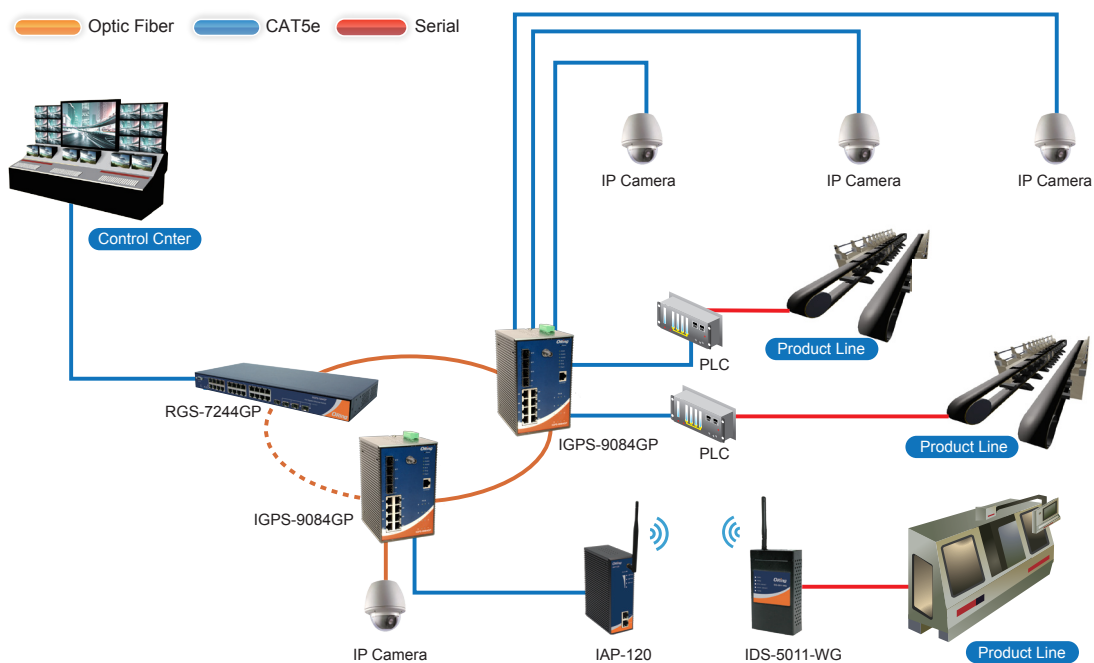 Optic Fiber
CAT5e
Serial
IP Camera
IP Camera
IP Camera
Control Cnter
PLC
Product Line
RGS-7244GP
IGPS-9084GP
PLC
Product Line
IGPS-9084GP
IP Camera
IAP-120
IDS-5011-WG
Product Line